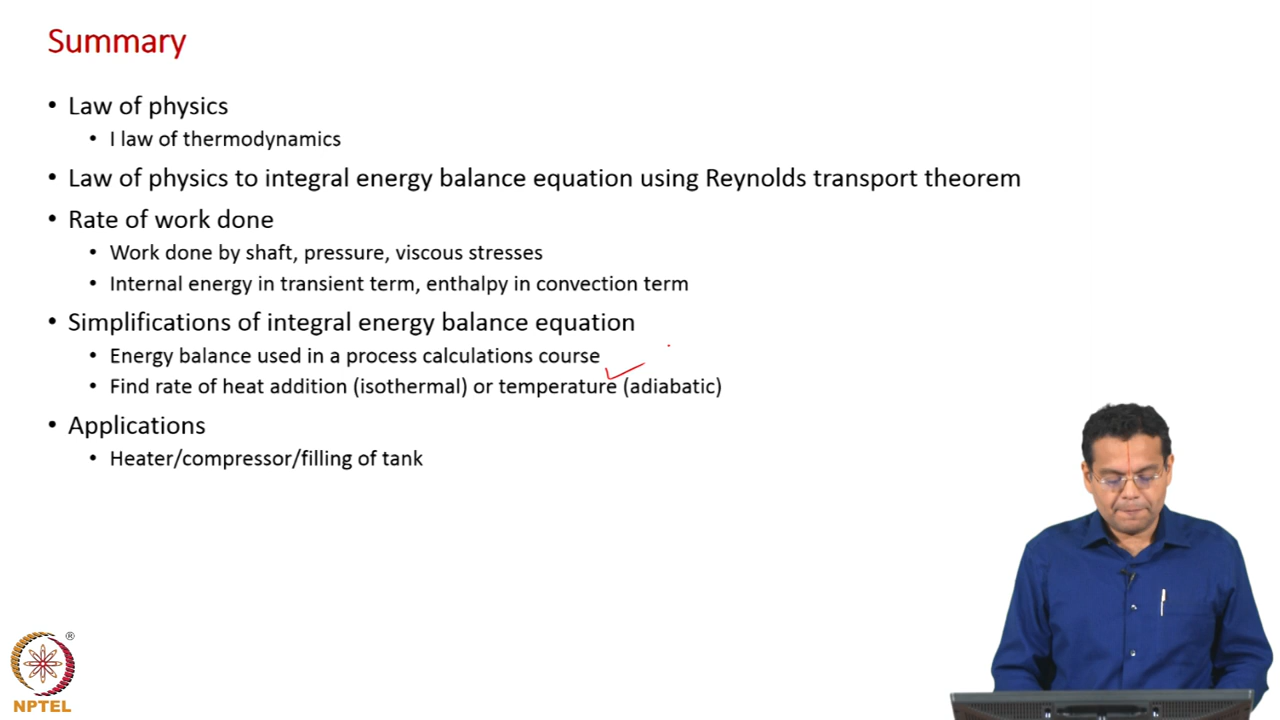 Summary
• Law of physics
• I law of thermodynamics
• Law of physics to integral energy balance equation using Reynolds transport theorem
• Rate of work done
• Work done by shaft, pressure, viscous stresses
• Internal energy in transient term, enthalpy in convection term
• Simplifications of integral energy balance equation
• Energy balance used in a process calculations course
• Find rate of heat addition (isothermal) or temperature (adiabatic)
• Applications
• Heater/compressor/filling of tank
®
NPTEL